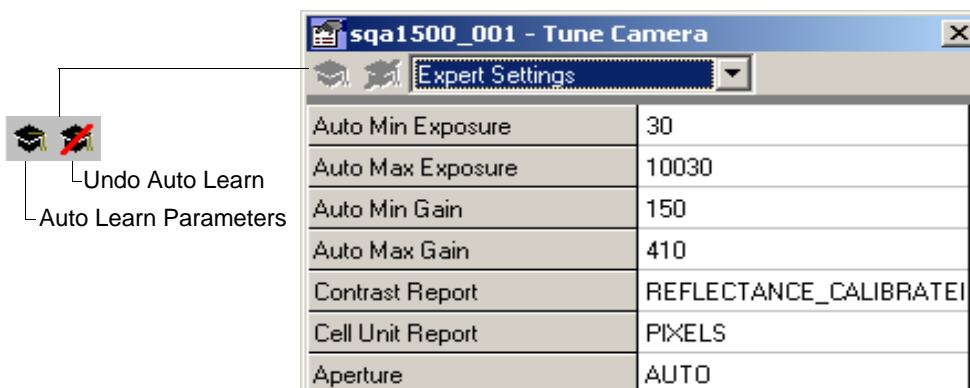 sqa1500_001 - Tune Camera
Expert Settings
Undo Auto Learn
Auto Learn Parameters
Auto Min Exposure 30
Auto Max Exposure 10030
Auto Min Gain 150
Auto Max Gain 410
Contrast Report REFLECTANCE_CALIBRATE
Cell Unit Report PIXELS
Aperture AUTO